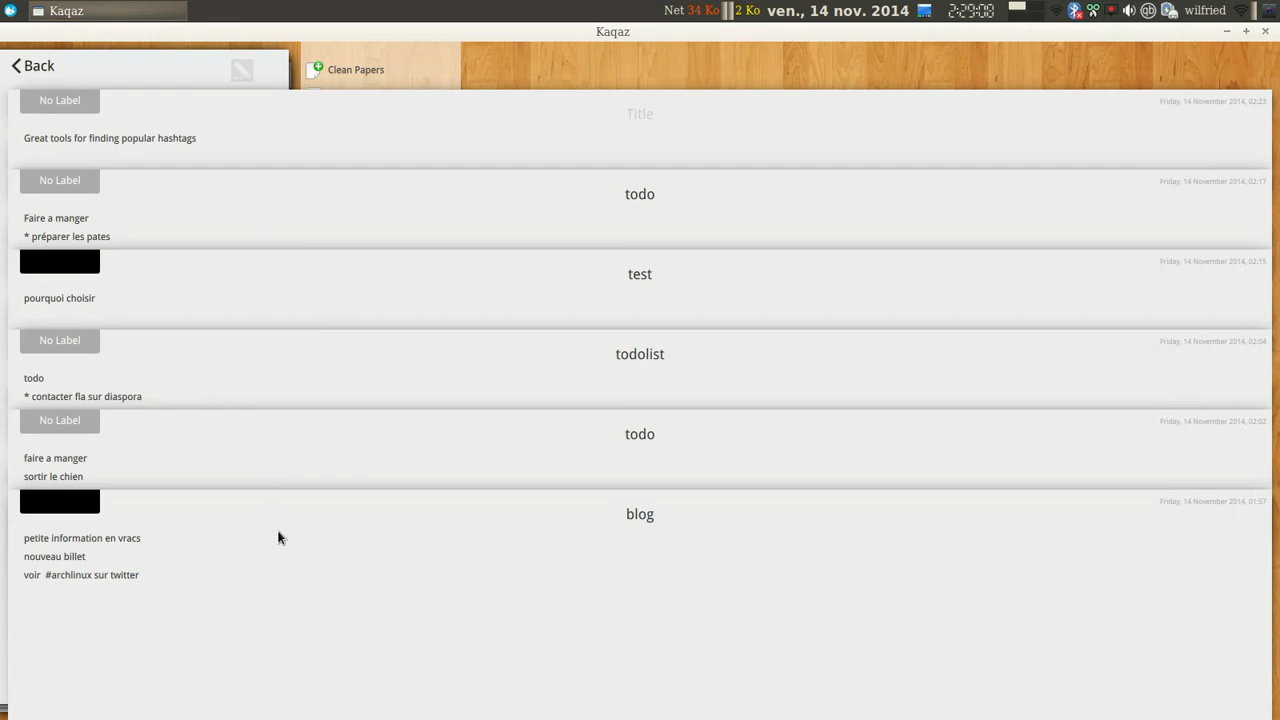 Kaqaz
Net 34 Ko 2 Ko ven., 14 nov. 2014 2:29:00 wilfried
Kaqaz
Back
Clean Papers
No Label
Title
Friday, 14 November 2014, 02:23
Great tools for finding popular hashtags
No Label
todo
Friday, 14 November 2014, 02:17
Faire a manger
* préparer les pates
test
Friday, 14 November 2014, 02:15
pourquoi choisir
No Label
todolist
Friday, 14 November 2014, 02:04
todo
* contacter fla sur diaspora
No Label
todo
Friday, 14 November 2014, 02:02
faire a manger
sortir le chien
blog
Friday, 14 November 2014, 01:57
petite information en vracs
nouveau billet
voir #archlinux sur twitter